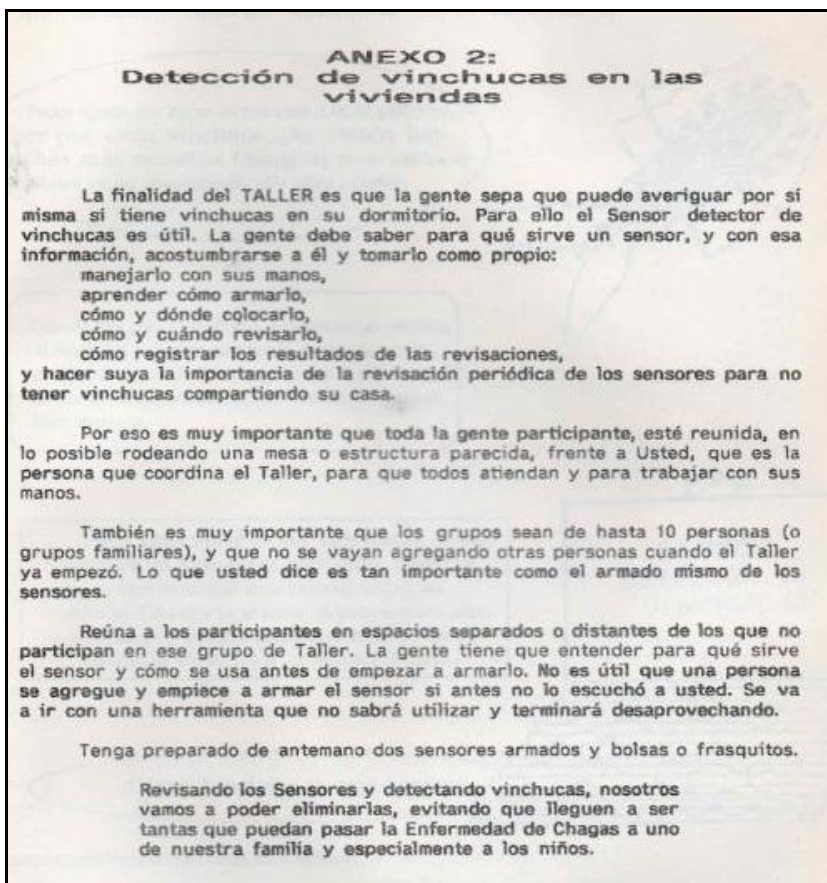 ANEXO 2:
Detección de vinchucas en las
viviendas
La finalidad del TALLER es que la gente sepa que puede averiguar por sí
misma si tiene vinchucas en su dormitorio. Para ello el Sensor detector de
vinchucas es útil. La gente debe saber para qué sirve un sensor, y con esa
información, acostumbrarse a él y tomarlo como propio:
manejarlo con sus manos,
aprender cómo armarlo,
cómo y dónde colocarlo,
cómo y cuándo revisarlo,
cómo registrar los resultados de las revisaciones,
y hacer suya la importancia de la revisación periódica de los sensores para no
tener vinchucas compartiendo su casa.
Por eso es muy importante que toda la gente participante, esté reunida, en
lo posible rodeando una mesa o estructura parecida, frente a Usted, que es la
persona que coordina el Taller, para que todos atiendan y para trabajar con sus
manos.
También es muy importante que los grupos sean de hasta 10 personas (o
grupos familiares), y que no se vayan agregando otras personas cuando el Taller
ya empezó. Lo que usted dice es tan importante como el armado mismo de los
sensores.
Reúna a los participantes en espacios separados o distantes de los que no
participan en ese grupo de Taller. La gente tiene que entender para qué sirve
el sensor y cómo se usa antes de empezar a armarlo. No es útil que una persona
se agregue y empiece a armar el sensor si antes no lo escuchó a usted. Se va
a ir con una herramienta que no sabrá utilizar y terminará desaprovechando.
Tenga preparado de antemano dos sensores armados y bolsas o frasquitos.
Revisando los Sensores y detectando vinchucas, nosotros
vamos a poder eliminarlas, evitando que lleguen a ser
tantas que puedan pasar la Enfermedad de Chagas a uno
de nuestra familia y especialmente a los niños.